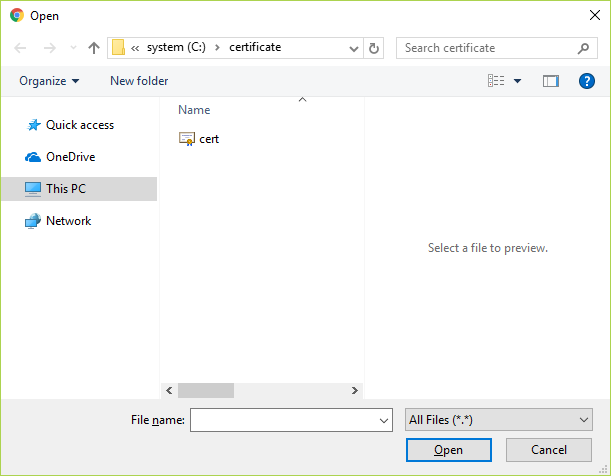 Open
system (C:) certificate
Search certificate
Organize New folder
Name
Quick access
cert
OneDrive
This PC
Network
Select a file to preview.
File name: All Files (*.*)
Open Cancel